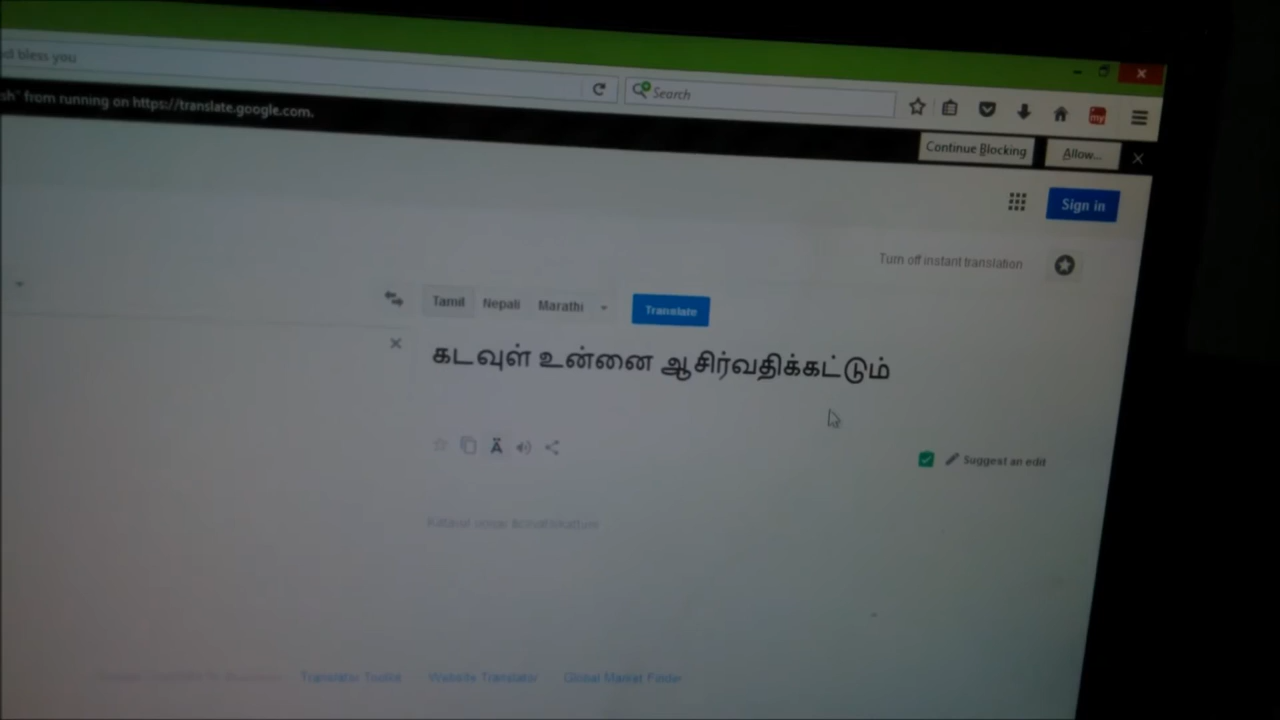 bless you
Search
from running on https://translate.google.com.
my
Continue Blocking
Allow...
Sign in
Turn off instant translation
Tamil Nepali Marathi
Translate
கடவுள் உன்னை ஆசிர்வதிக்கட்டும்
Ä
Suggest an edit
Translator Toolkit
Website Translator
Global Market Finder